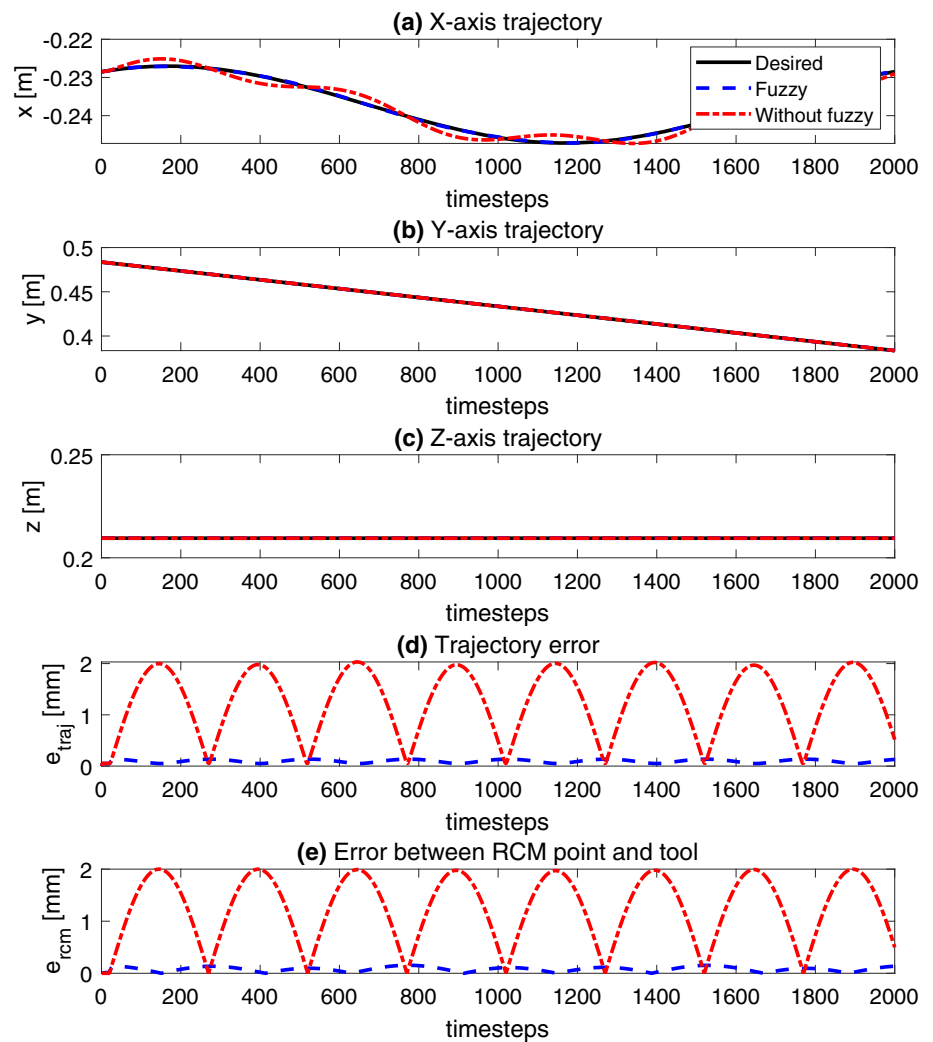 (a) X-axis trajectory
-0.22
-0.23
-0.24
x [m]
Desired
Fuzzy
Without fuzzy
0 200 400 600 800 1000 1200 1400 1600 1800 2000
timesteps
(b) Y-axis trajectory
0.5
0.45
0.4
y [m]
0 200 400 600 800 1000 1200 1400 1600 1800 2000
timesteps
(c) Z-axis trajectory
0.25
0.2
z [m]
0 200 400 600 800 1000 1200 1400 1600 1800 2000
timesteps
(d) Trajectory error
2
1
0
e_traj [mm]
0 200 400 600 800 1000 1200 1400 1600 1800 2000
timesteps
(e) Error between RCM point and tool
2
1
0
e_rcm [mm]
0 200 400 600 800 1000 1200 1400 1600 1800 2000
timesteps